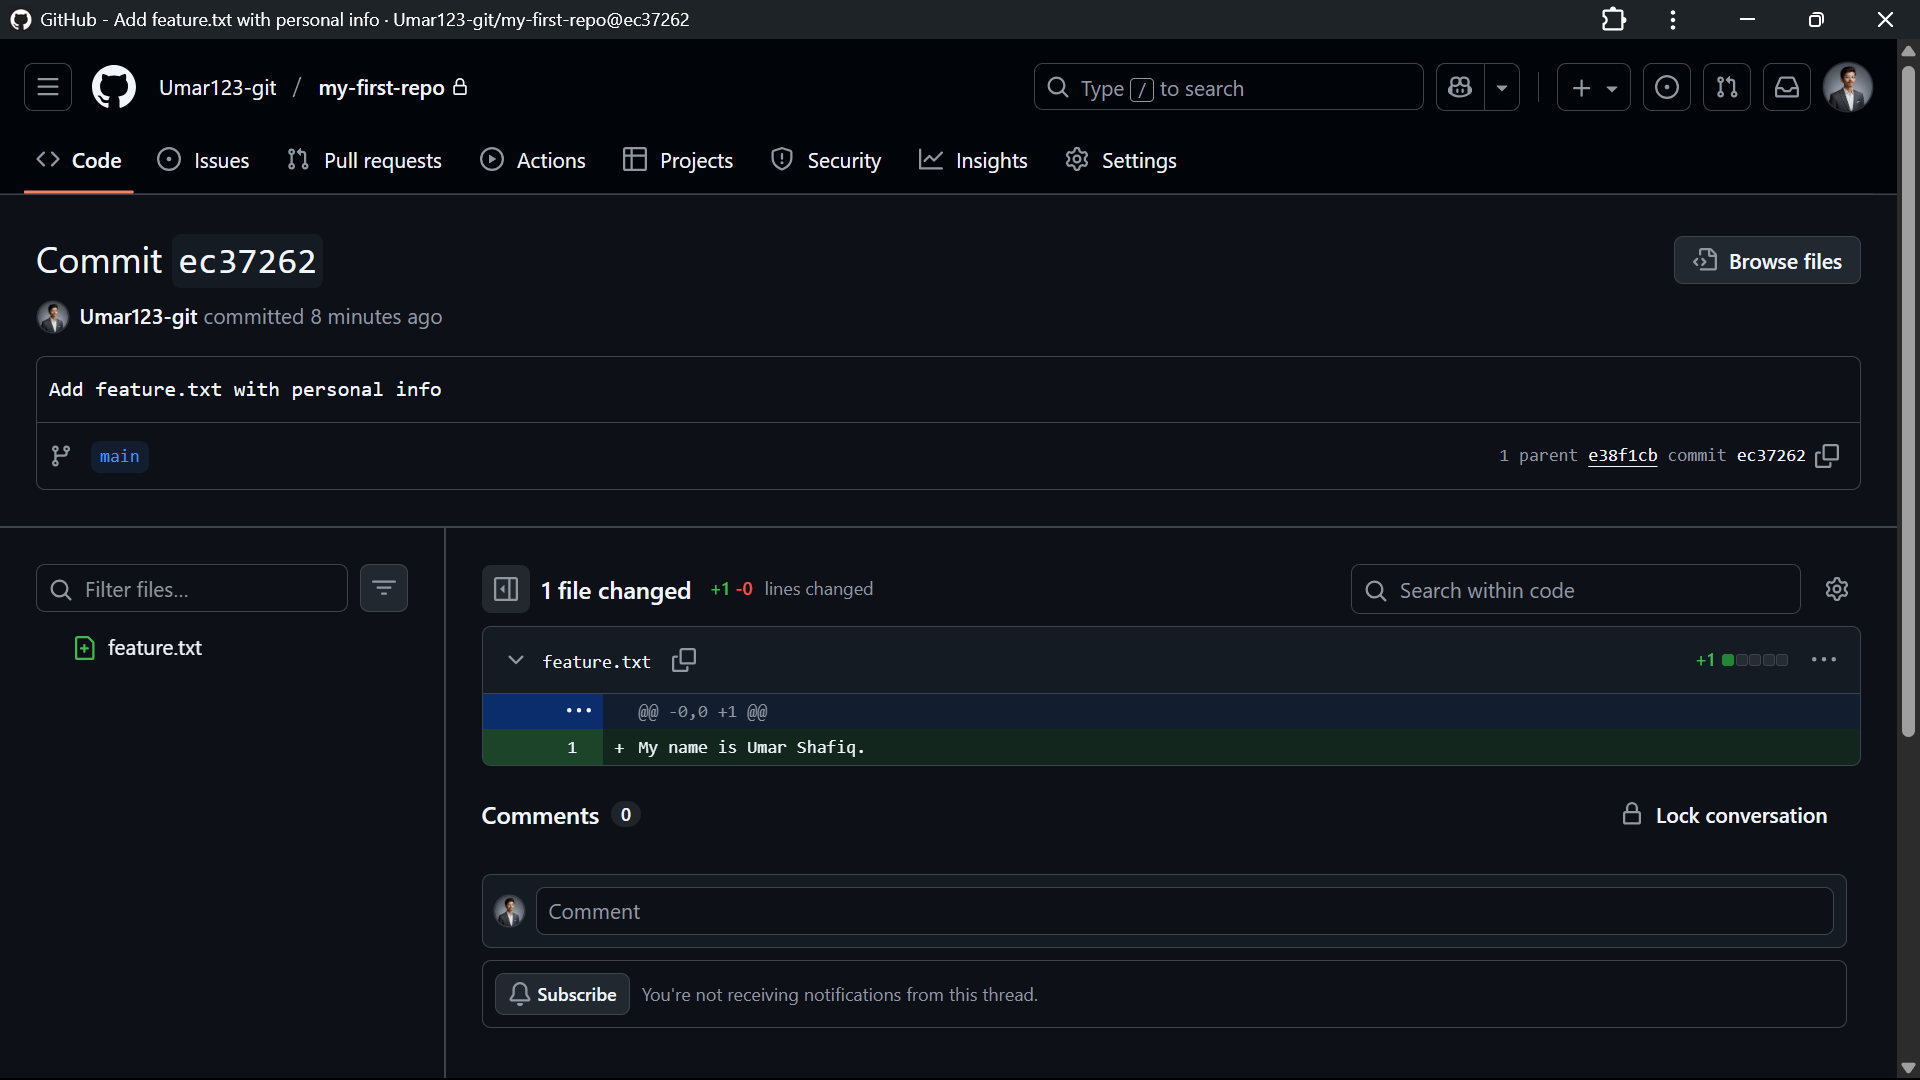 GitHub - Add feature.txt with personal info · Umar123-git/my-first-repo@ec37262
Umar123-git / my-first-repo
Type / to search
Code Issues Pull requests Actions Projects Security Insights Settings
Commit ec37262
Browse files
Umar123-git committed 8 minutes ago
Add feature.txt with personal info
main
1 parent e38f1cb commit ec37262
Filter files...
feature.txt
1 file changed +1 -0 lines changed
Search within code
feature.txt
+1
@@ -0,0 +1 @@
1 + My name is Umar Shafiq.
Comments 0
Lock conversation
Comment
Subscribe You're not receiving notifications from this thread.